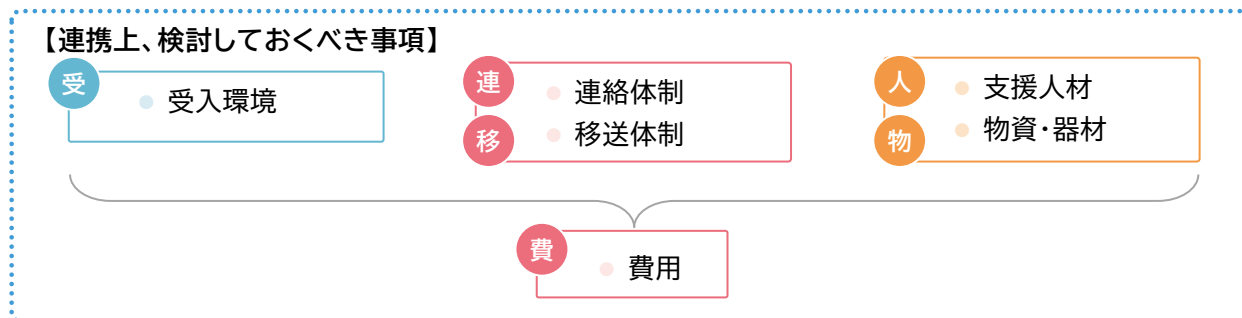 【連携上、検討しておくべき事項】
受
受入環境
連
連絡体制
移
移送体制
人
支援人材
物
物資・器材
費
費用